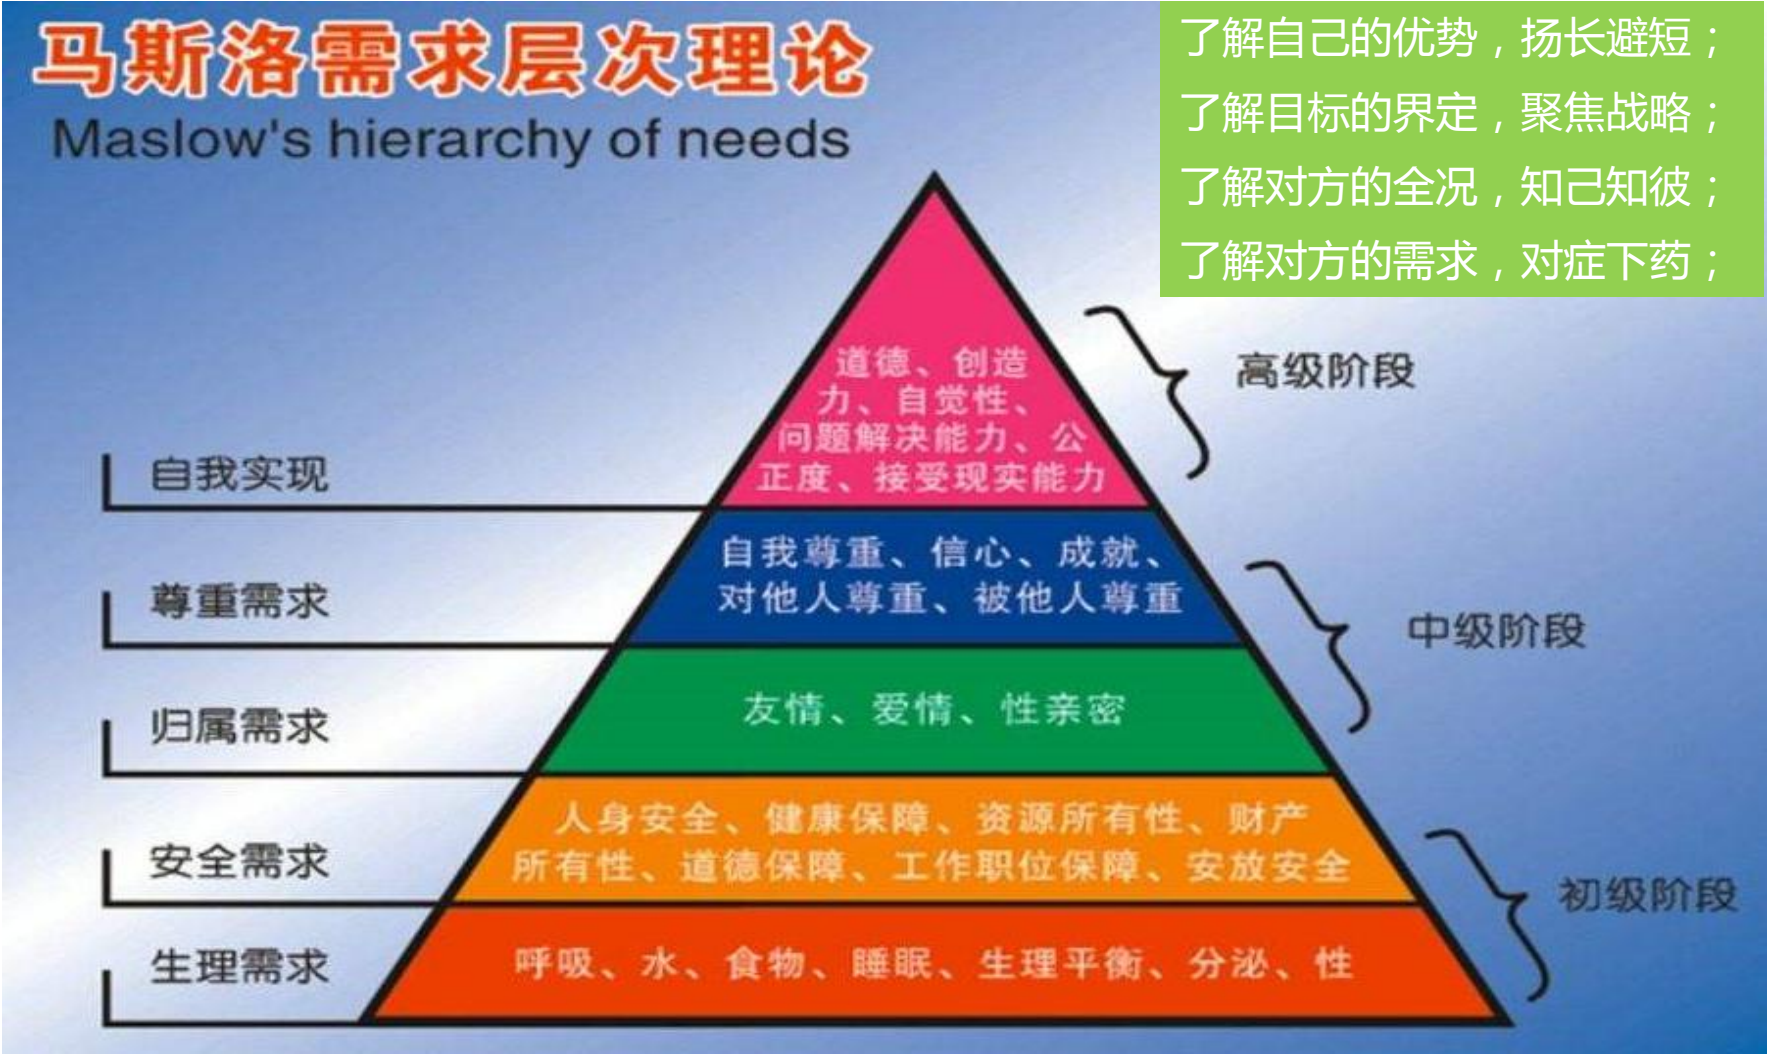 马斯洛需求层次理论
Maslow's hierarchy of needs
了解自己的优势，扬长避短；
了解目标的界定，聚焦战略；
了解对方的全况，知己知彼；
了解对方的需求，对症下药；
高级阶段
道德、创造
力、自觉性、
问题解决能力、公
正度、接受现实能力
自我实现
自我尊重、信心、成就、
对他人尊重、被他人尊重
尊重需求
中级阶段
友情、爱情、性亲密
归属需求
人身安全、健康保障、资源所有性、财产
所有性、道德保障、工作职位保障、安放安全
安全需求
初级阶段
呼吸、水、食物、睡眠、生理平衡、分泌、性
生理需求